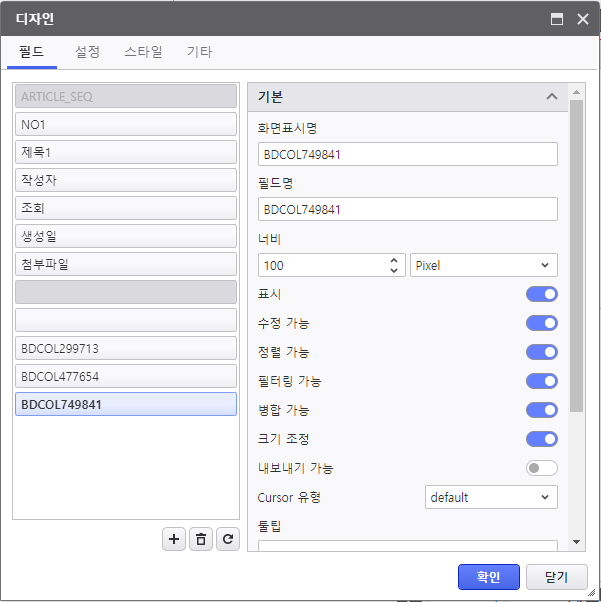 디자인
필드 설정 스타일 기타
ARTICLE_SEQ
NO1
제목1
작성자
조회
생성일
첨부파일
BDCOL299713
BDCOL477654
BDCOL749841
기본
화면표시명
BDCOL749841
필드명
BDCOL749841
너비
100 Pixel
표시
수정 가능
정렬 가능
필터링 가능
병합 가능
크기 조정
내보내기 가능
Cursor 유형 default
툴팁
확인 닫기